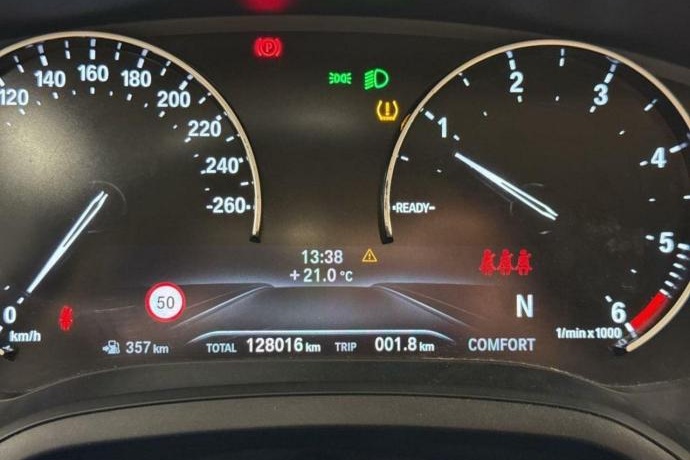 120 140 160 180 200 220 240 260
0
km/h
P
1 2 3 4 5 6
READY
1/min x1000
13:38
+21.0 °C
50
N
357 km TOTAL 128016 km TRIP 001.8 km COMFORT